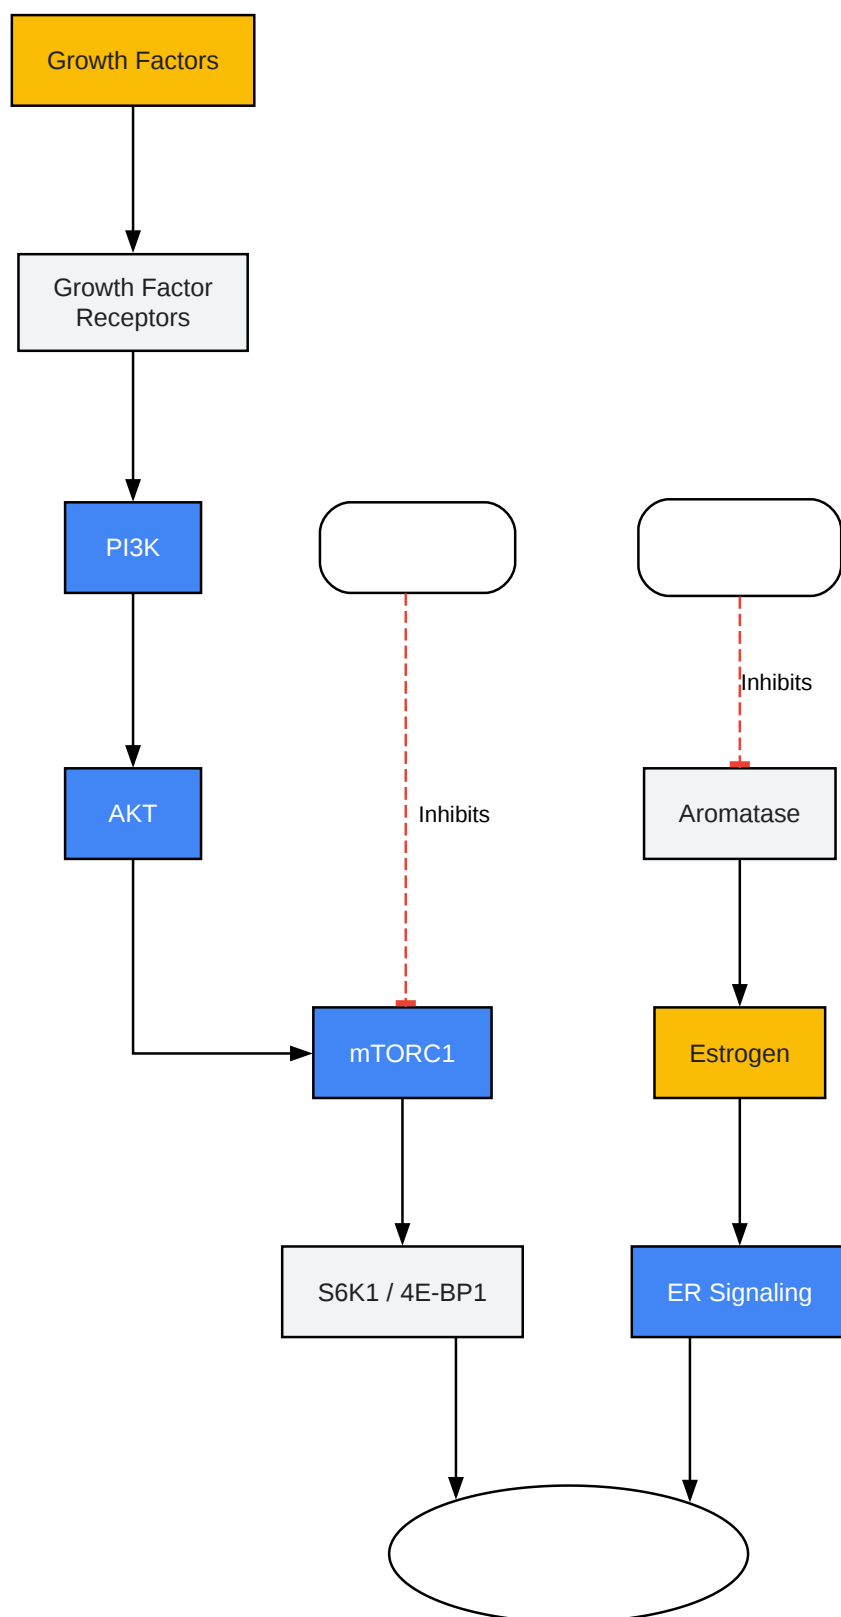 Growth Factors
Growth Factor
Receptors
PI3K
Inhibits
AKT
Inhibits
Aromatase
mTORC1
Estrogen
S6K1 / 4E-BP1
ER Signaling